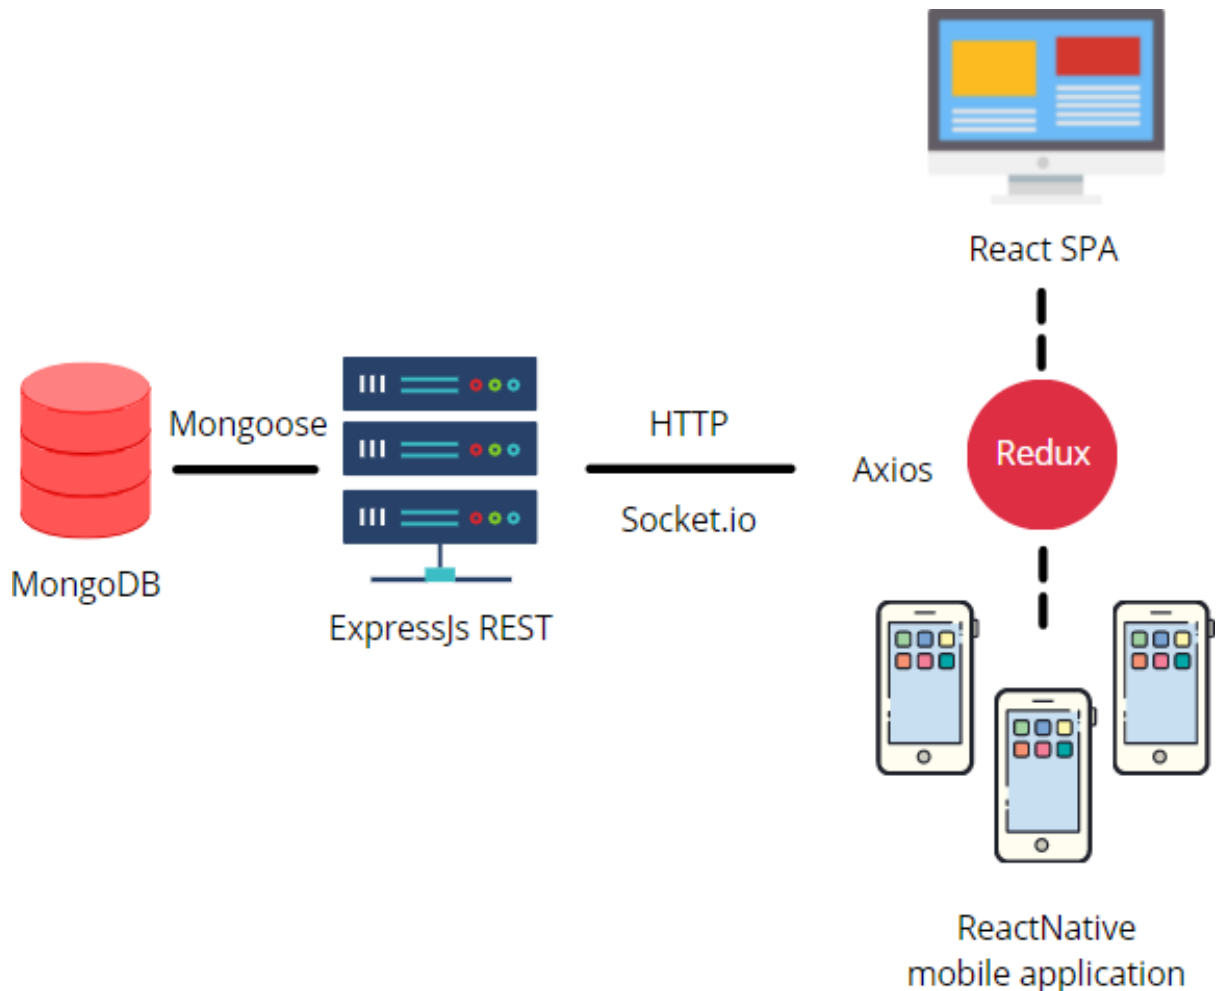 React SPA
Mongoose
HTTP
Redux
Axios
Socket.io
MongoDB
ExpressJs REST
ReactNative
mobile application